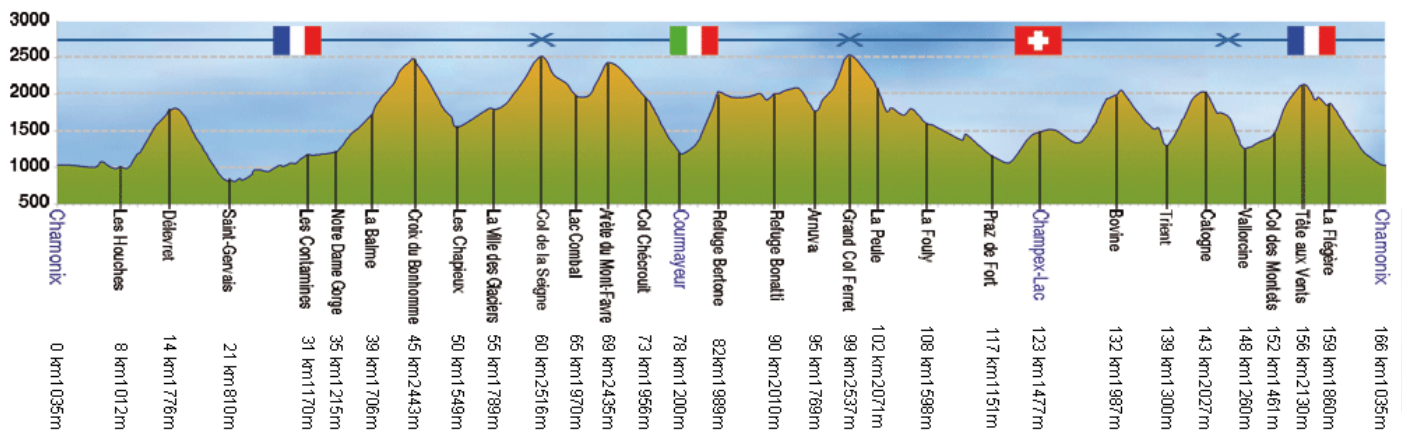 3000
2500
2000
1500
1000
500
Chamonix
Les Houches
Délevret
Saint-Gervais
Les Contamines
Notre Dame Gorge
La Balme
Croix du Bonhomme
Les Chapieux
La Ville des Glaciers
Col de la Seigne
Lac Combal
Arête du Mont-Favre
Col Chécrouit
Courmayeur
Refuge Bertone
Refuge Bonatti
Arnuva
Grand Col Ferret
La Peule
La Fouly
Praz de Fort
Champex-Lac
Bovine
Trient
Catogne
Vallorcine
Col des Montets
Tête aux Vents
La Flégère
Chamonix
0 km1035m
8 km1012m
14 km1776m
21 km810m
31 km1170m
35 km1215m
39 km1706m
45 km2443m
50 km1549m
55 km1789m
60 km2516m
65 km1970m
69 km2435m
73 km1956m
78 km1200m
82km1989m
90 km2010m
95 km1769m
99 km2537m
102 km2071m
108 km1598m
117 km1151m
123 km1477m
132 km1987m
139 km1300m
143 km2027m
148 km1260m
152 km1461m
156 km2130m
159 km1860m
166 km1035m